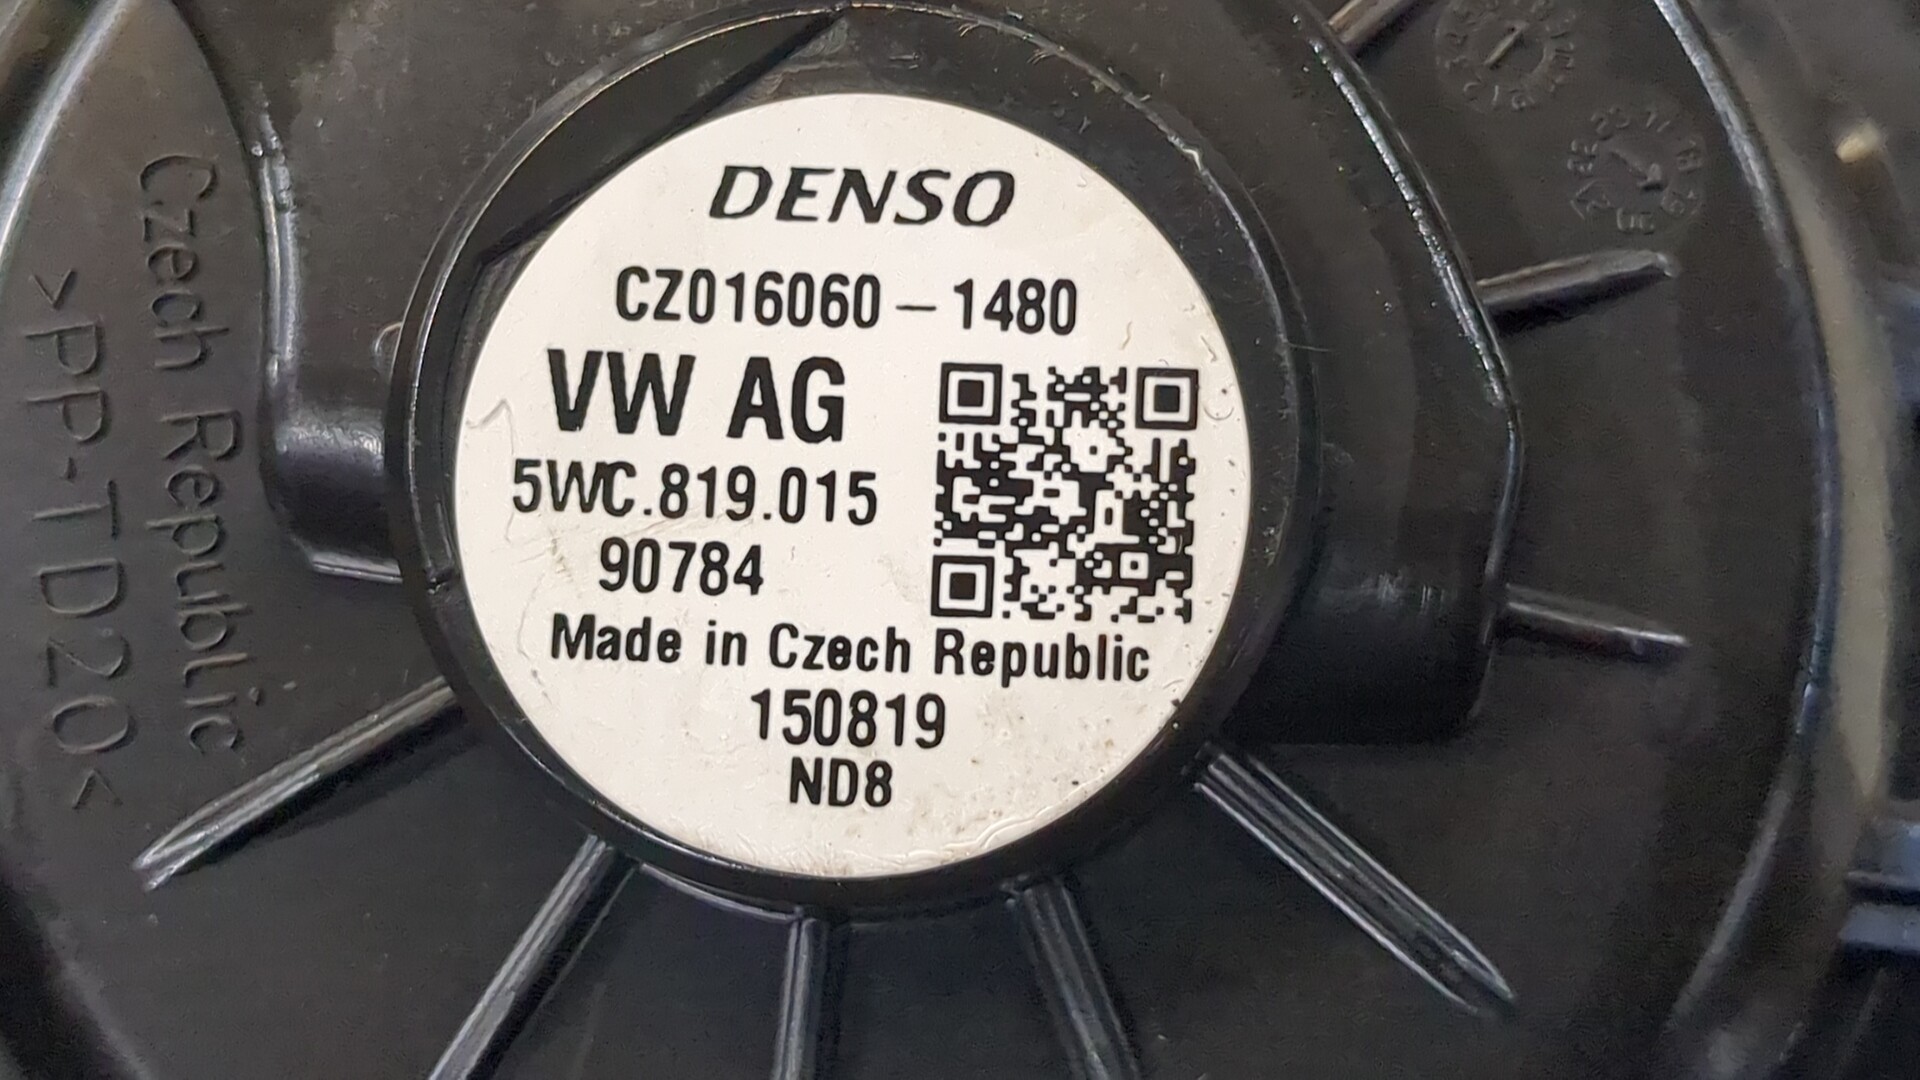 DENSO
CZ016060-1480
VW AG
5WC.819.015
90784
Made in Czech Republic
150819
ND8
Czech Republic
>PP-TD20<